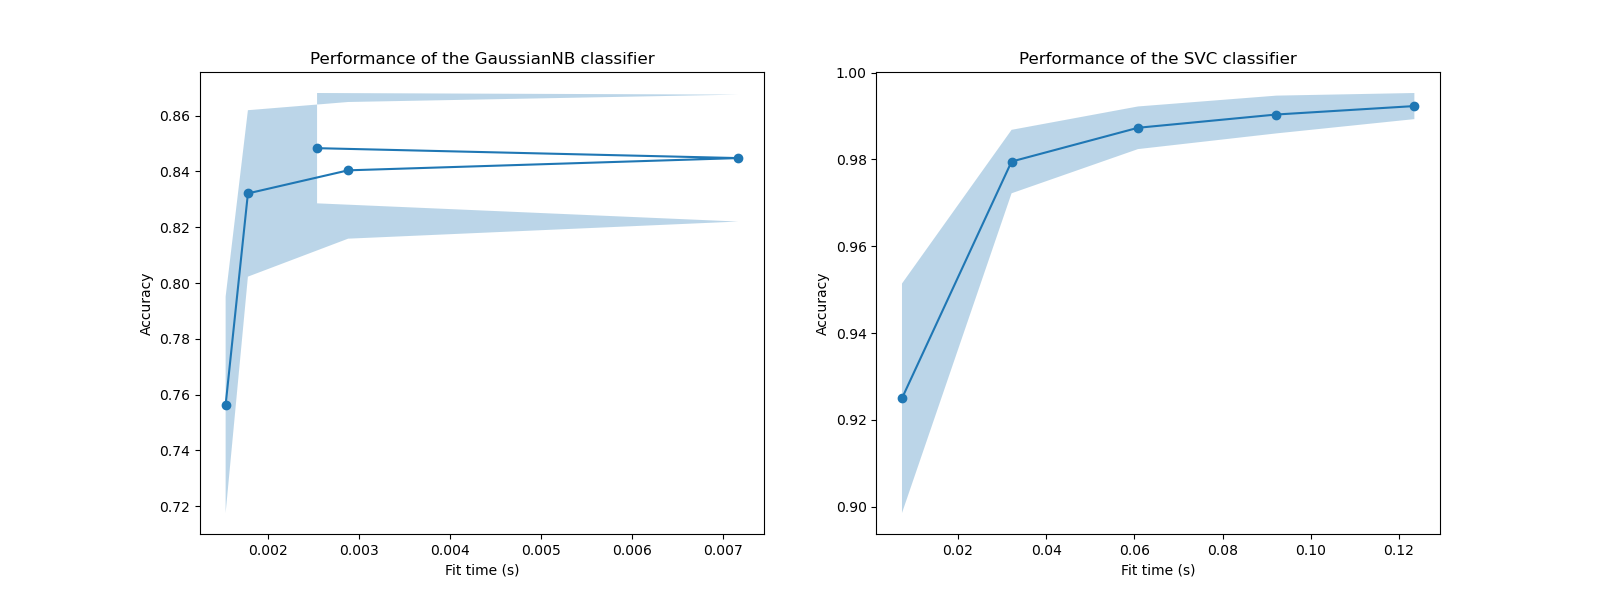 Performance of the GaussianNB classifier
Accuracy
0.86
0.84
0.82
0.80
0.78
0.76
0.74
0.72
0.002 0.003 0.004 0.005 0.006 0.007
Fit time (s)
Performance of the SVC classifier
Accuracy
1.00
0.98
0.96
0.94
0.92
0.90
0.02 0.04 0.06 0.08 0.10 0.12
Fit time (s)